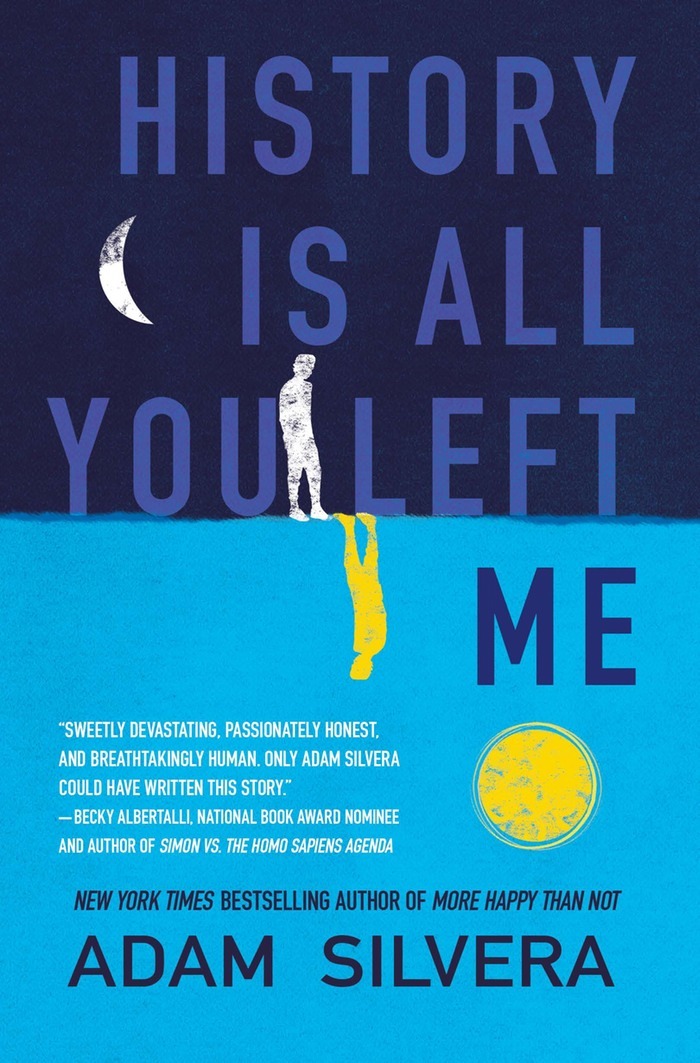 HISTORY
IS ALL
YOU LEFT
ME
“SWEETLY DEVASTATING, PASSIONATELY HONEST,
AND BREATHTAKINGLY HUMAN. ONLY ADAM SILVERA
COULD HAVE WRITTEN THIS STORY.”
—BECKY ALBERTALLI, NATIONAL BOOK AWARD NOMINEE
AND AUTHOR OF SIMON VS. THE HOMO SAPIENS AGENDA
NEW YORK TIMES BESTSELLING AUTHOR OF MORE HAPPY THAN NOT
ADAM SILVERA